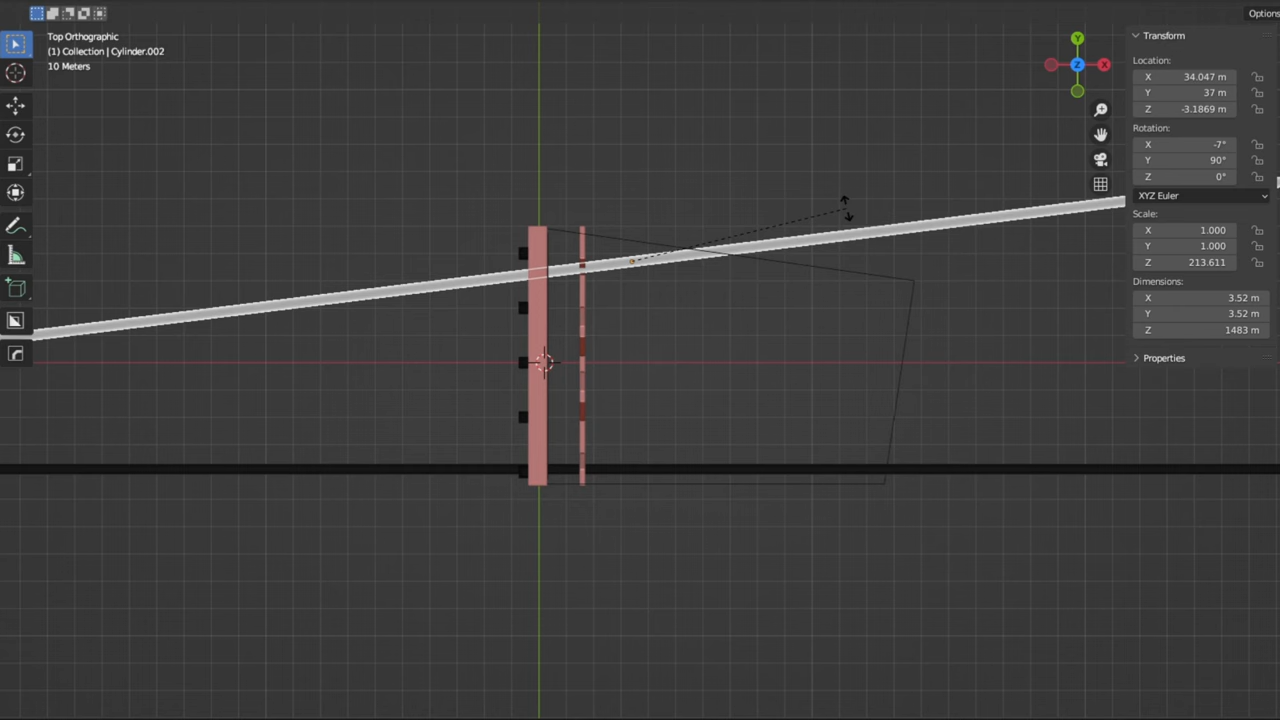 Options
Top Orthographic
(1) Collection | Cylinder.002
10 Meters
Y
Z
X
Transform
Location:
X 34.047 m
Y 37 m
Z -3.1869 m
Rotation:
X -7°
Y 90°
Z 0°
XYZ Euler
Scale:
X 1.000
Y 1.000
Z 213.611
Dimensions:
X 3.52 m
Y 3.52 m
Z 1483 m
Properties